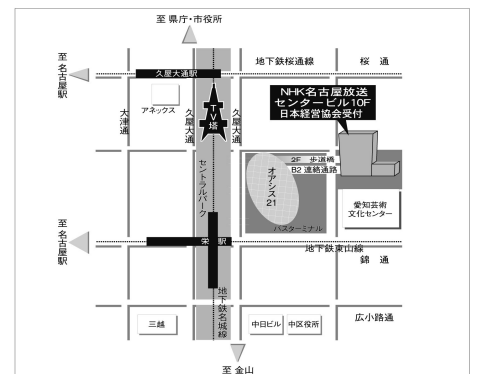 至 県庁・市役所
至 名古屋駅
久屋大通駅
地下鉄桜通線
桜　通
アネックス
大津通
久屋大通
TV塔
久屋大通
NHK名古屋放送
センタービル10F
日本経営協会受付
セントラルパーク
オアシス21
2F　歩道橋
B2 連絡通路
バスターミナル
愛知芸術
文化センター
至 名古屋駅
栄 駅
地下鉄東山線
錦　通
地下鉄名城線
三越
中日ビル
中区役所
広小路通
至 金山